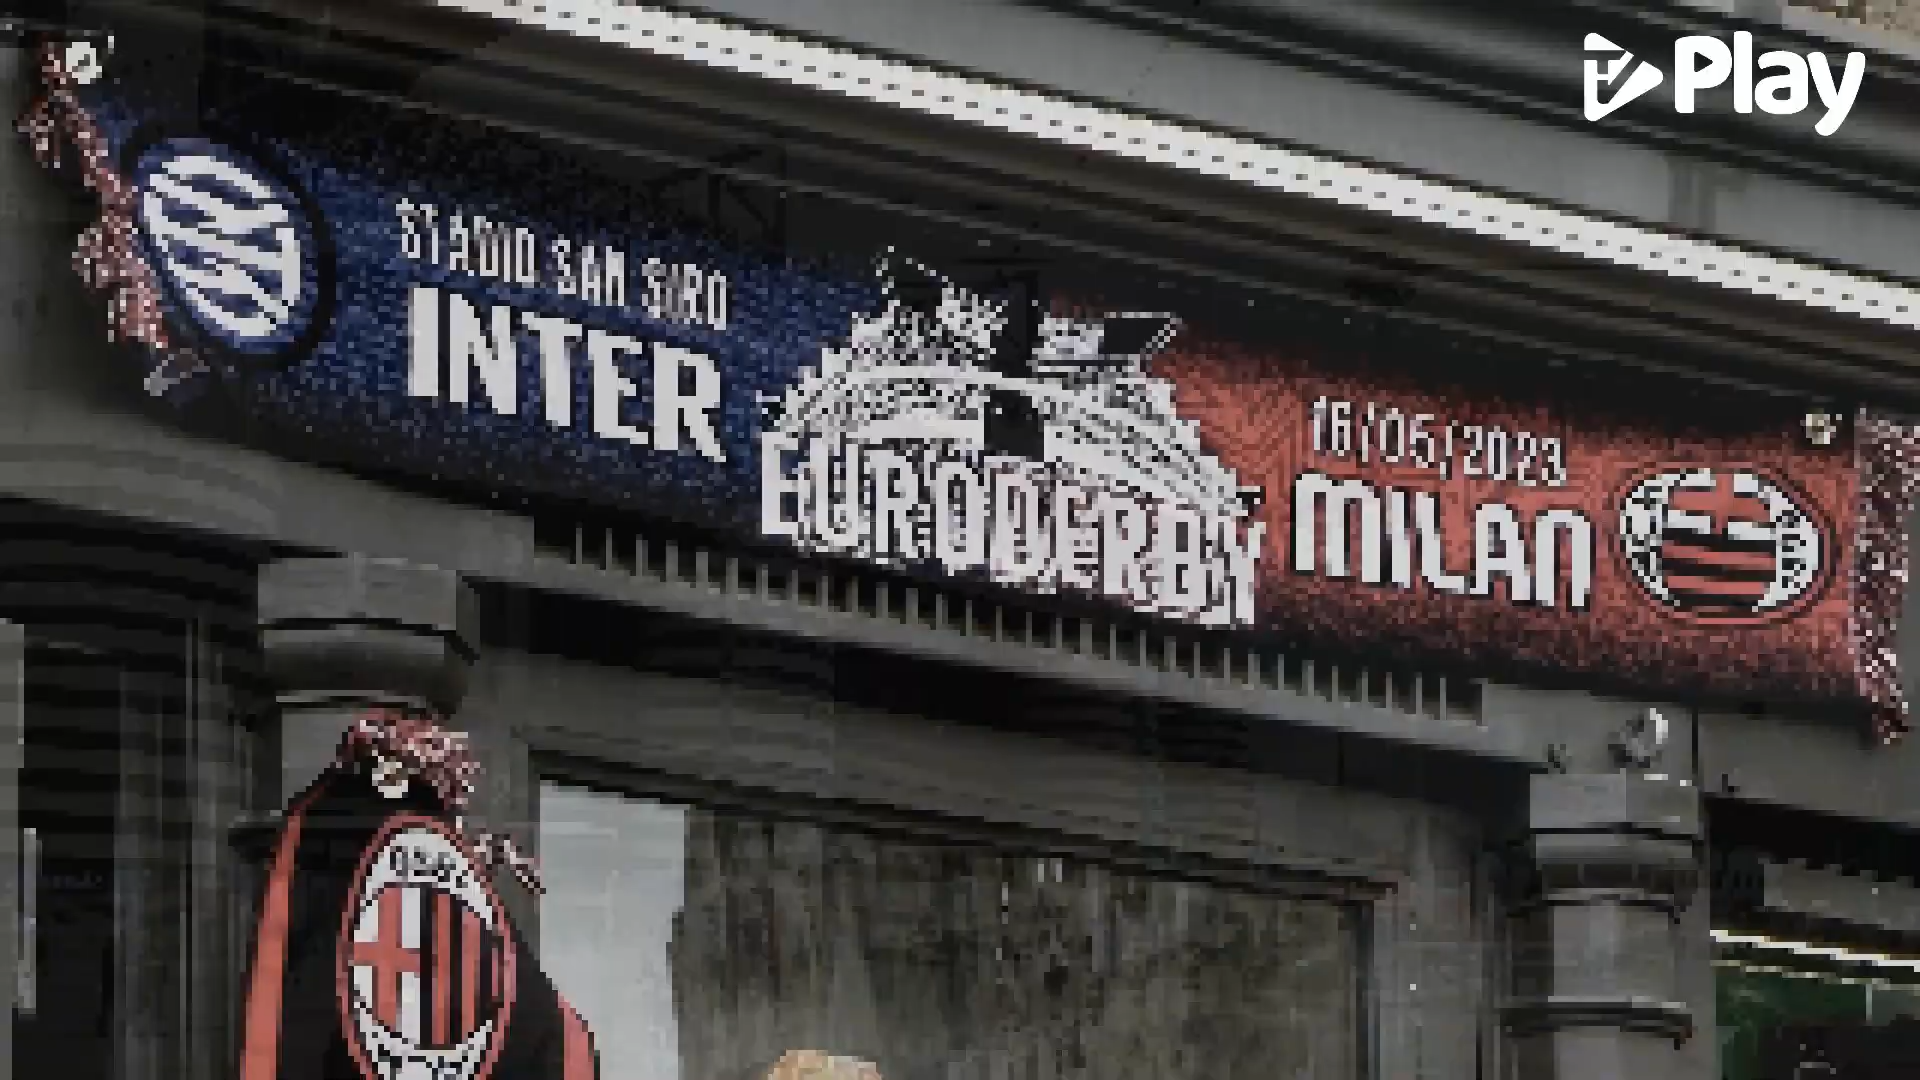 Play
STADIO SAN SIRO
INTER
EURODERBY
16/05/2023
MILAN